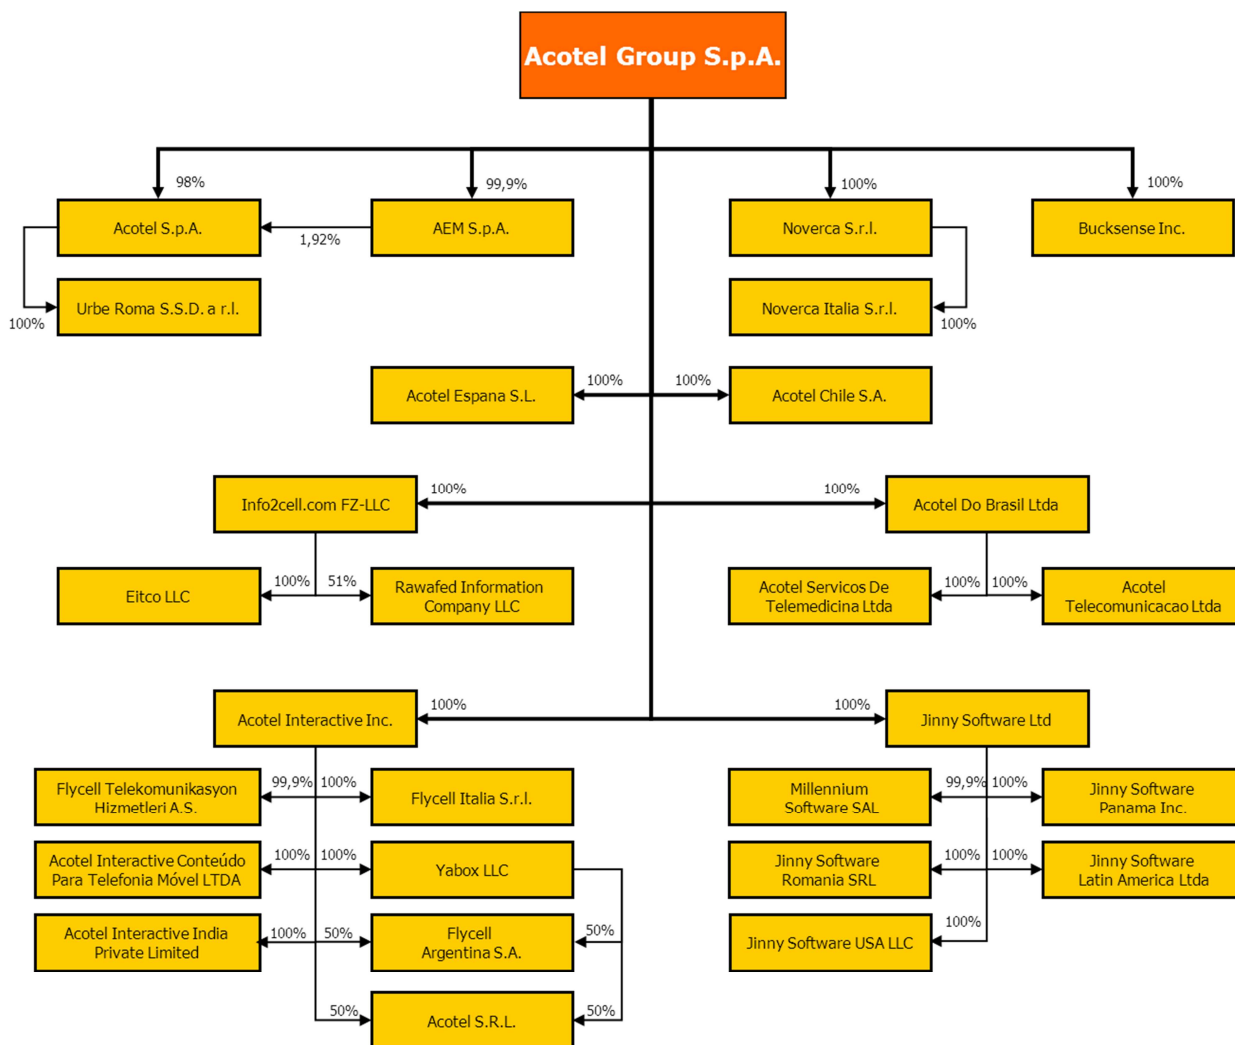 Acotel Group S.p.A.
98%
99,9%
100%
100%
Acotel S.p.A.
1,92%
AEM S.p.A.
Noverca S.r.l.
Bucksense Inc.
100%
Urbe Roma S.S.D. a r.l.
Noverca Italia S.r.l.
100%
Acotel Espana S.L.
100%
100%
Acotel Chile S.A.
Info2cell.com FZ-LLC
100%
100%
Acotel Do Brasil Ltda
Eitco LLC
100%
51%
Rawafed Information
Company LLC
Acotel Servicos De
Telemedicina Ltda
100%
100%
Acotel
Telecomunicacao Ltda
Acotel Interactive Inc.
100%
100%
Jinny Software Ltd
Flycell Telekomunikasyon
Hizmetleri A.S.
99,9%
100%
Flycell Italia S.r.l.
Millennium
Software SAL
99,9%
100%
Jinny Software
Panama Inc.
Acotel Interactive Conteúdo
Para Telefonia Móvel LTDA
100%
100%
Yabox LLC
Jinny Software
Romania SRL
100%
100%
Jinny Software
Latin America Ltda
Acotel Interactive India
Private Limited
100%
50%
Flycell
Argentina S.A.
50%
Jinny Software USA LLC
100%
50%
Acotel S.R.L.
50%